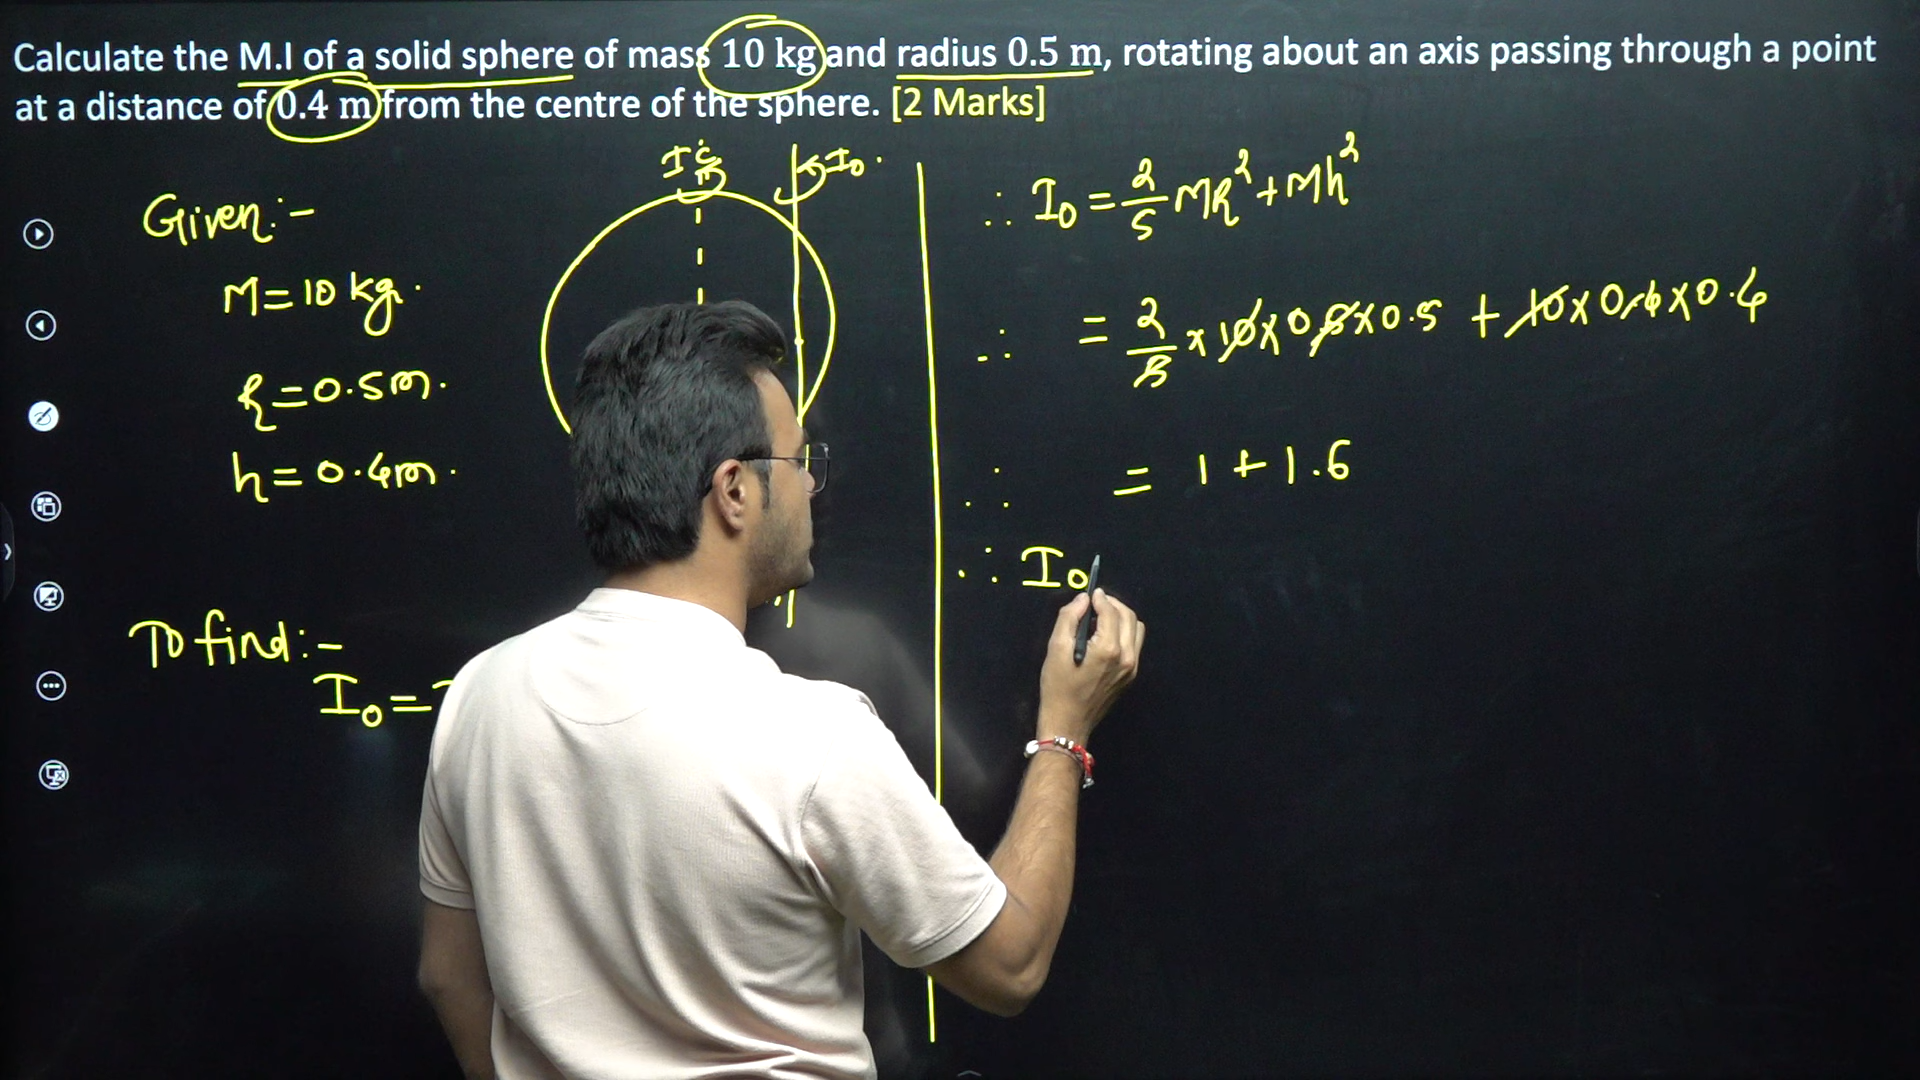 Calculate the M.I of a solid sphere of mass 10 kg and radius 0.5 m, rotating about an axis passing through a point
at a distance of 0.4 m from the centre of the sphere. [2 Marks]
Given:-
M=10 kg.
R=0.5m.
h=0.4m.
To find:-
I₀=
Ic
I₀.
∴ I₀ = 2/5 MR² + Mh²
∴ = 2/5 × 10 × 0.5 × 0.5 + 10 × 0.4 × 0.4
∴ = 1 + 1.6
∴ I₀